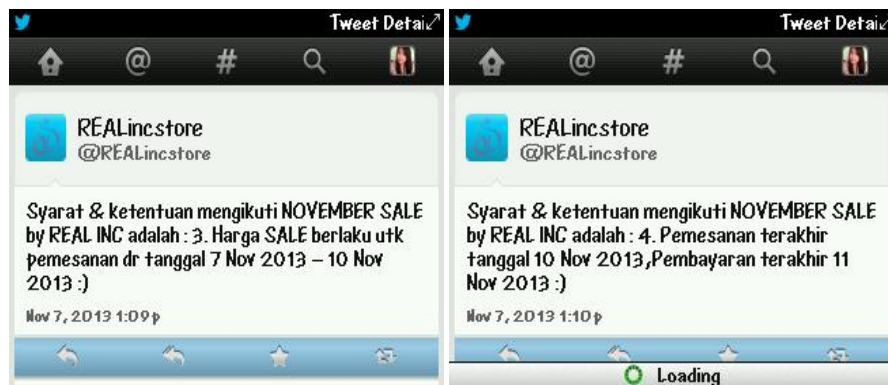 Tweet Detai
@
#
REALincstore
@REALincstore
Syarat & ketentuan mengikuti NOVEMBER SALE
by REAL INC adalah : 3. Harga SALE berlaku utk
pemesanan dr tanggal 7 Nov 2013 – 10 Nov
2013 :)
Nov 7, 2013 1:09p
Tweet Detai
@
#
REALincstore
@REALincstore
Syarat & ketentuan mengikuti NOVEMBER SALE
by REAL INC adalah : 4. Pemesanan terakhir
tanggal 10 Nov 2013,Pembayaran terakhir 11
Nov 2013 :)
Nov 7, 2013 1:10p
Loading